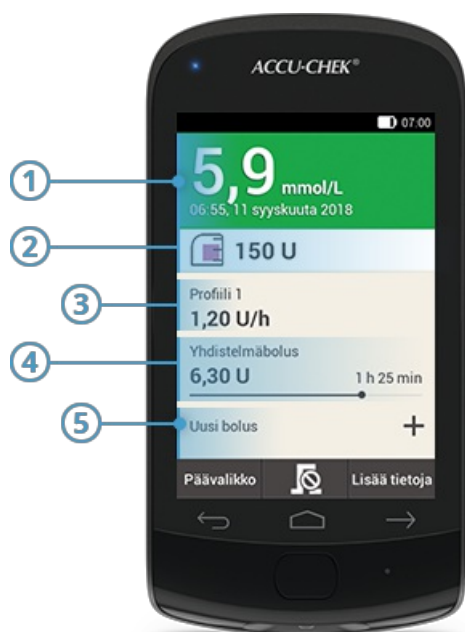 ACCU-CHEK®
07:00
5,9 mmol/L
06:55, 11 syyskuuta 2018
150 U
Profiili 1
1,20 U/h
Yhdistelmäbolus
6,30 U
1 h 25 min
Uusi bolus +
Päävalikko
Lisää tietoja
1
2
3
4
5